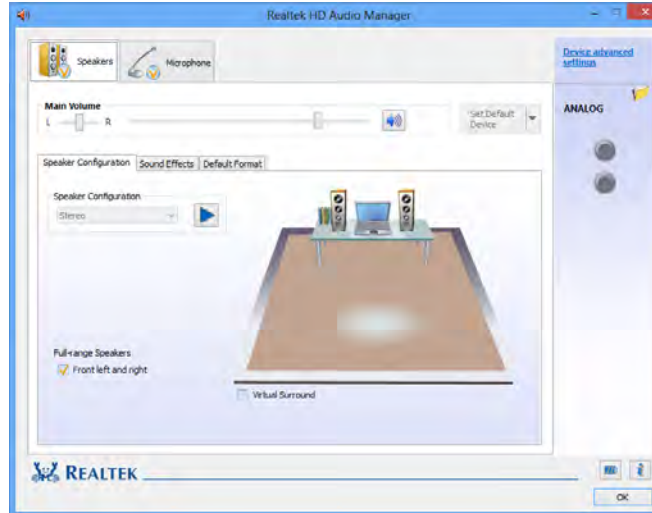 Realtek HD Audio Manager
Speakers
Microphone
Device advanced
settings
Main Volume
L
R
Set Default
Device
ANALOG
Speaker Configuration
Sound Effects
Default Format
Speaker Configuration
Stereo
Full-range Speakers
Front left and right
Virtual Surround
REALTEK
i
OK